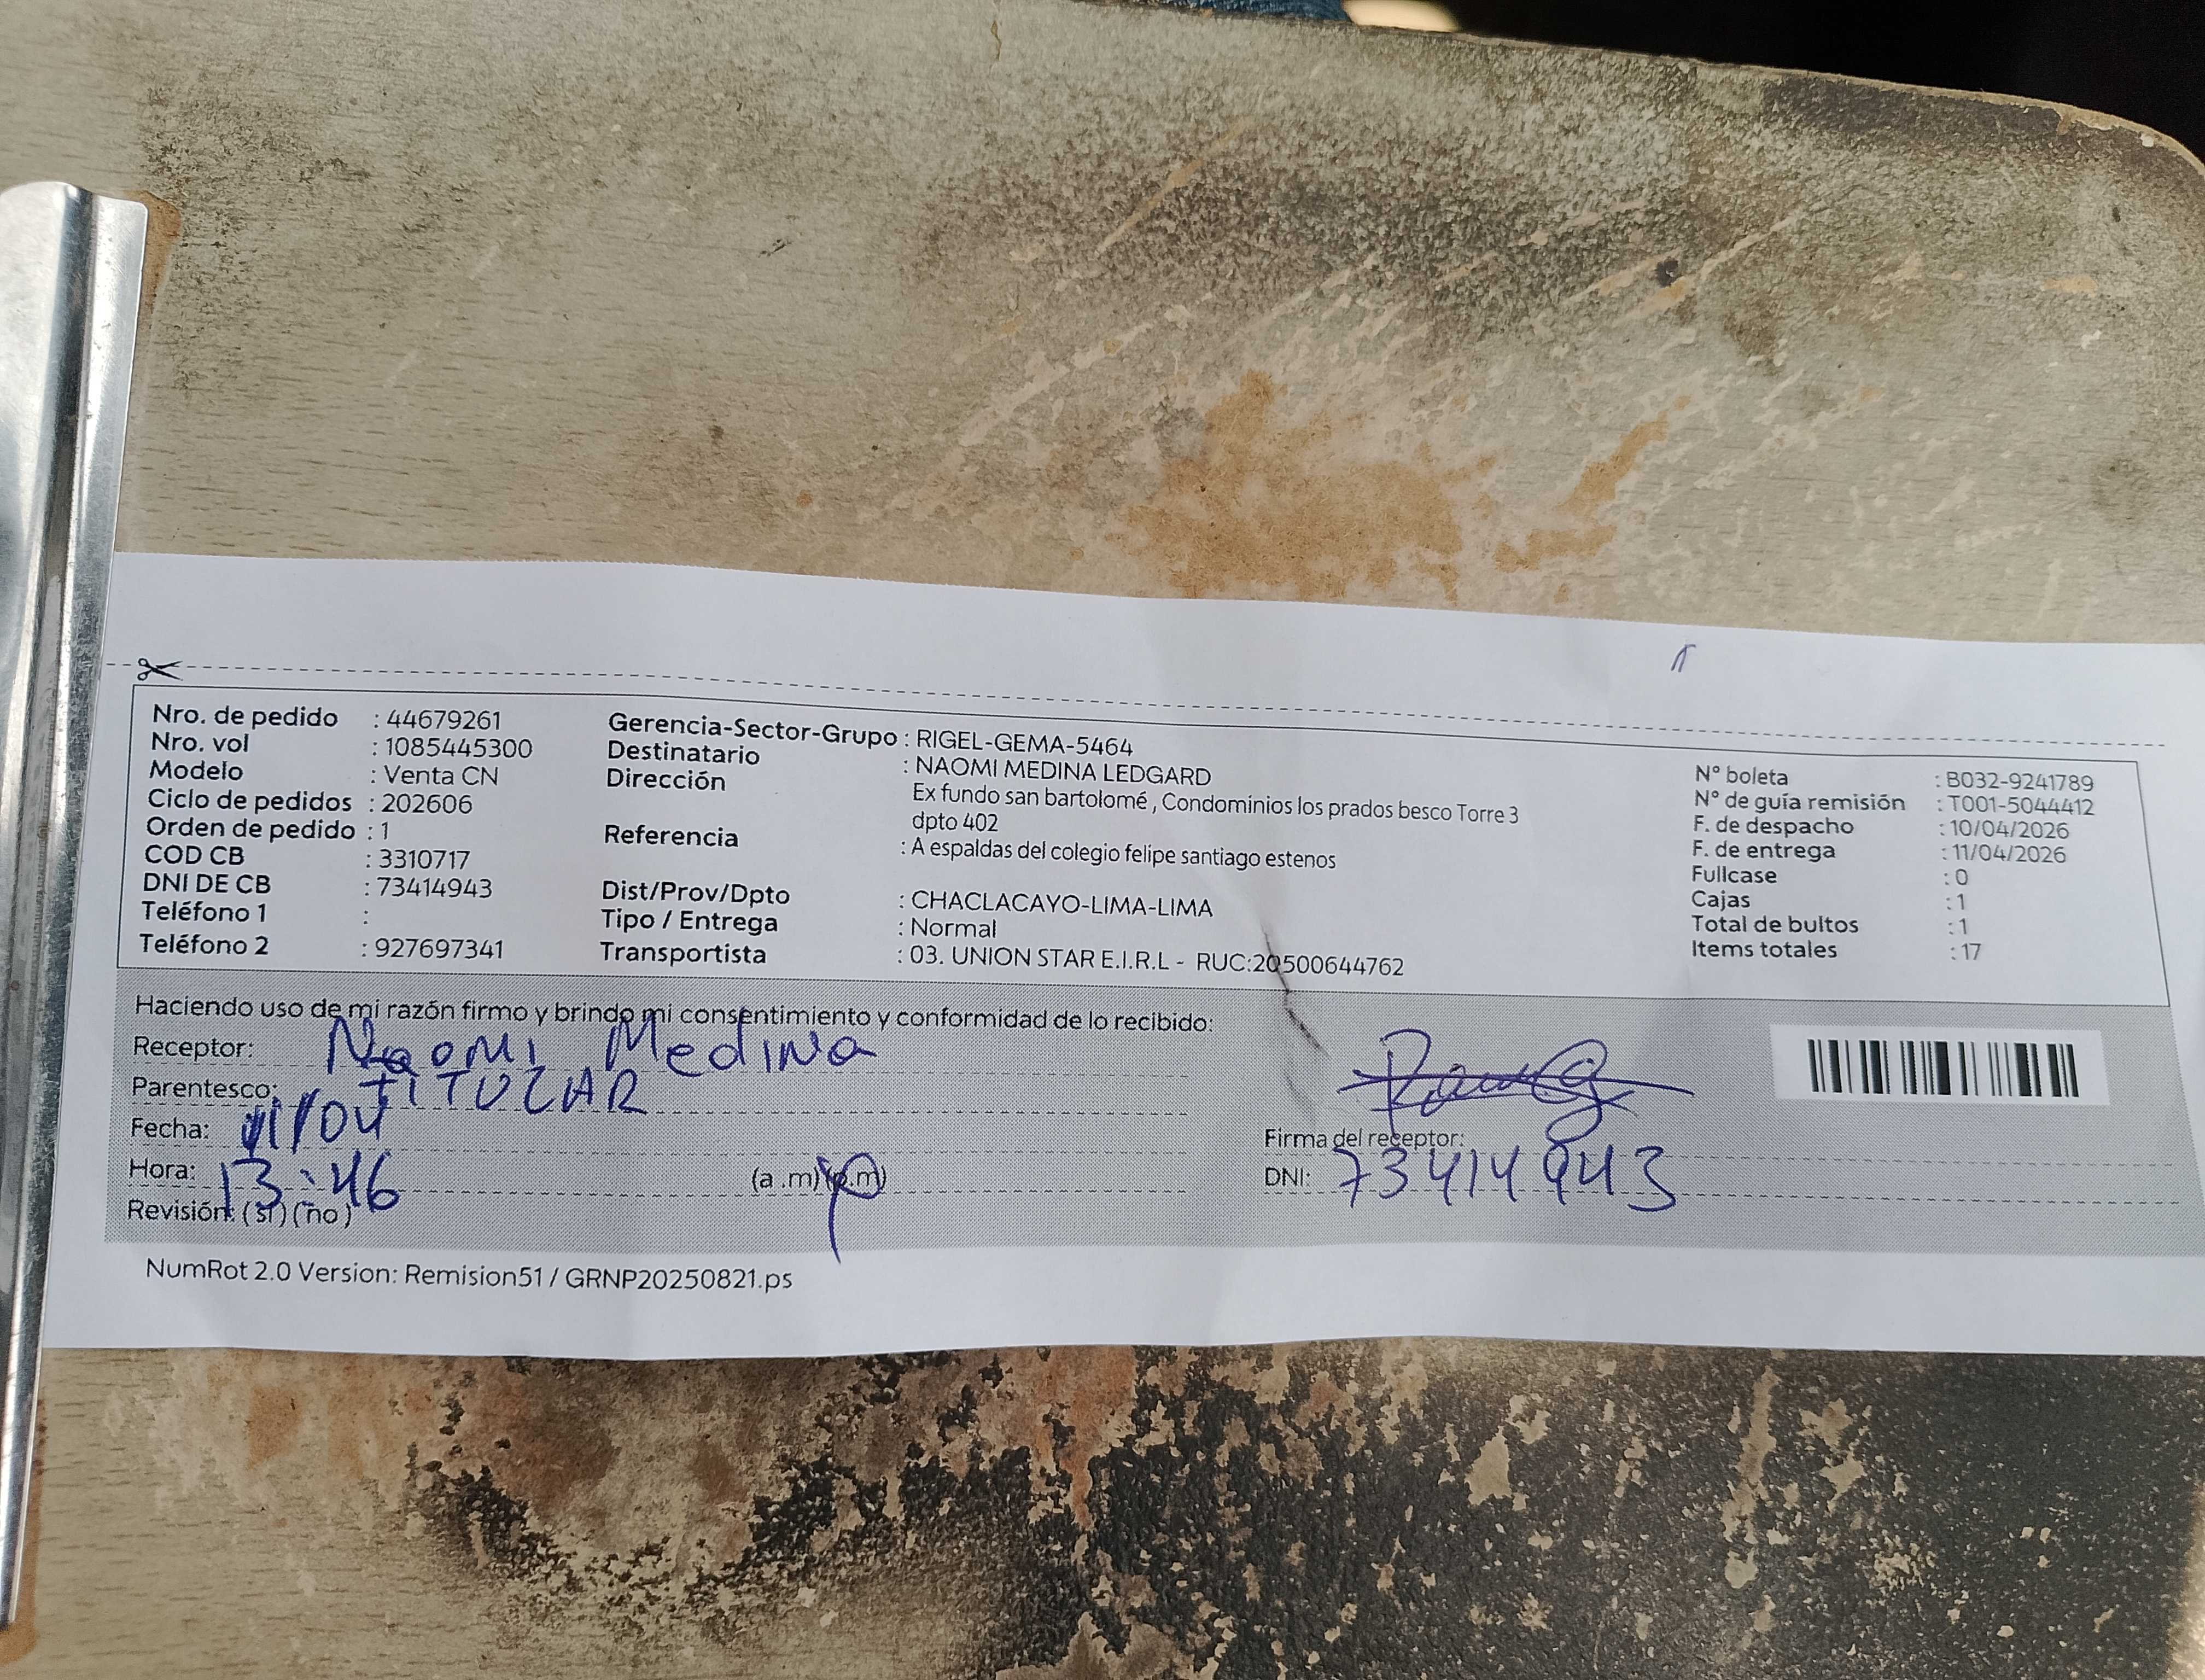 Nro. de pedido : 44679261
Nro. vol : 1085445300
Modelo : Venta CN
Ciclo de pedidos : 202606
Orden de pedido : 1
COD CB : 3310717
DNI DE CB : 73414943
Teléfono 1 :
Teléfono 2 : 927697341
Gerencia-Sector-Grupo : RIGEL-GEMA-5464
Destinatario : NAOMI MEDINA LEDGARD
Dirección Ex fundo san bartolomé , Condominios los prados besco Torre 3
dpto 402
Referencia : A espaldas del colegio felipe santiago estenos
Dist/Prov/Dpto : CHACLACAYO-LIMA-LIMA
Tipo / Entrega : Normal
Transportista : 03. UNION STAR E.I.R.L - RUC:20500644762
N° boleta : B032-9241789
N° de guía remisión : T001-5044412
F. de despacho : 10/04/2026
F. de entrega : 11/04/2026
Fullcase : 0
Cajas : 1
Total de bultos : 1
Items totales : 17
Haciendo uso de mi razón firmo y brindo mi consentimiento y conformidad de lo recibido:
Receptor: Naomi Medina
Parentesco: TITULAR
Fecha: 11/04
Hora: 13:46 (a .m) (p.m)
Revisión: (si) (no)
Firma del receptor:
DNI: 73414943
NumRot 2.0 Version: Remision51 / GRNP20250821.ps